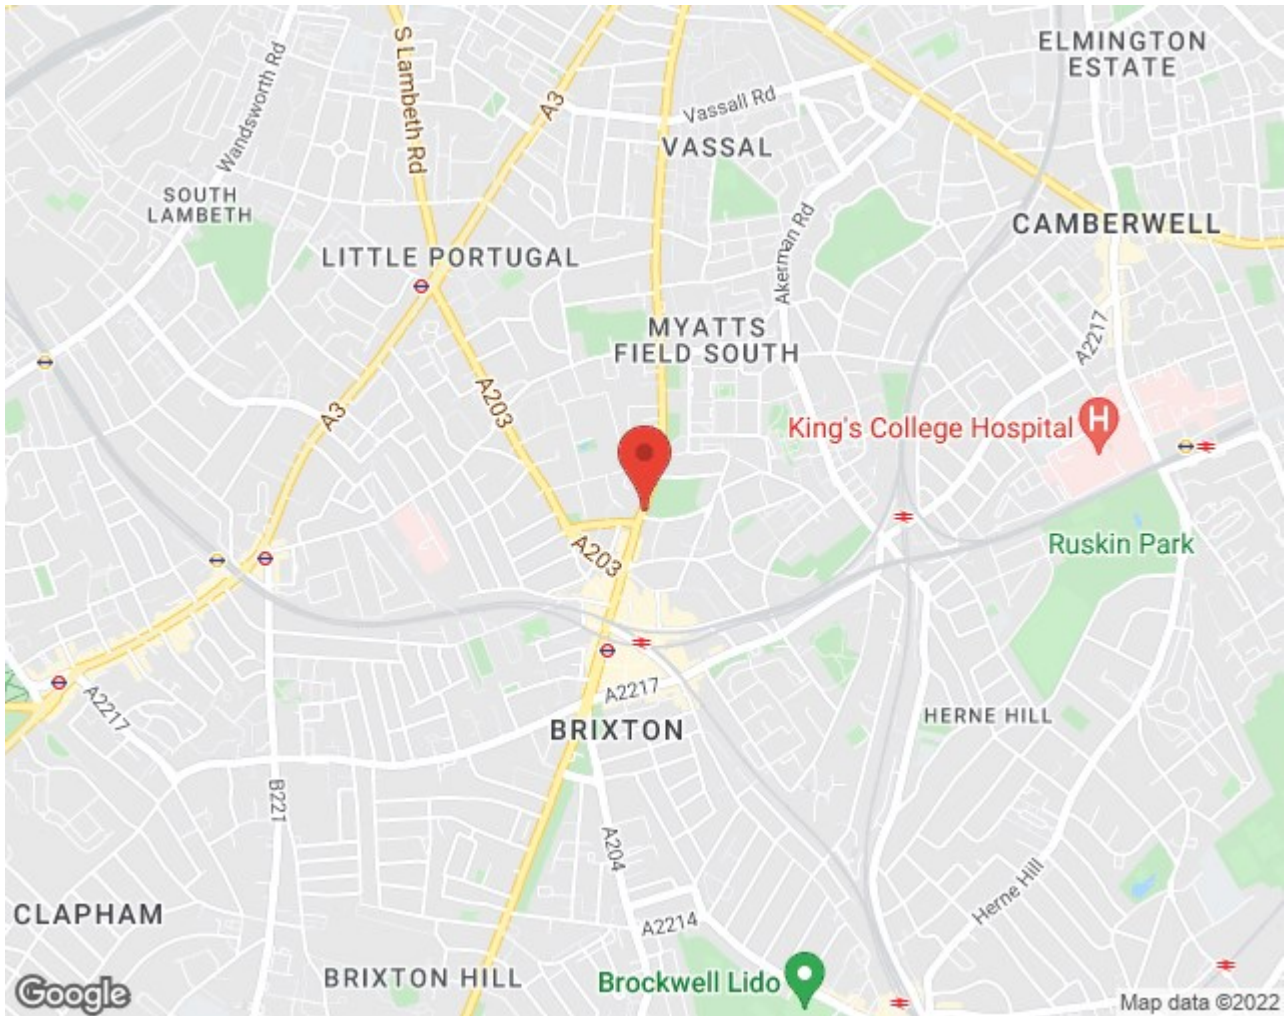 ELMINGTON
ESTATE
S Lambeth Rd
A3
Wandsworth Rd
Vassall Rd
VASSAL
SOUTH
LAMBETH
CAMBERWELL
LITTLE PORTUGAL
Akerman Rd
MYATTS
FIELD SOUTH
A2217
A203
A3
King's College Hospital
H
A203
Ruskin Park
A2217
A2217
BRIXTON
HERNE HILL
B221
A204
Herne Hill
CLAPHAM
A2214
BRIXTON HILL
Brockwell Lido
Google
Map data ©2022